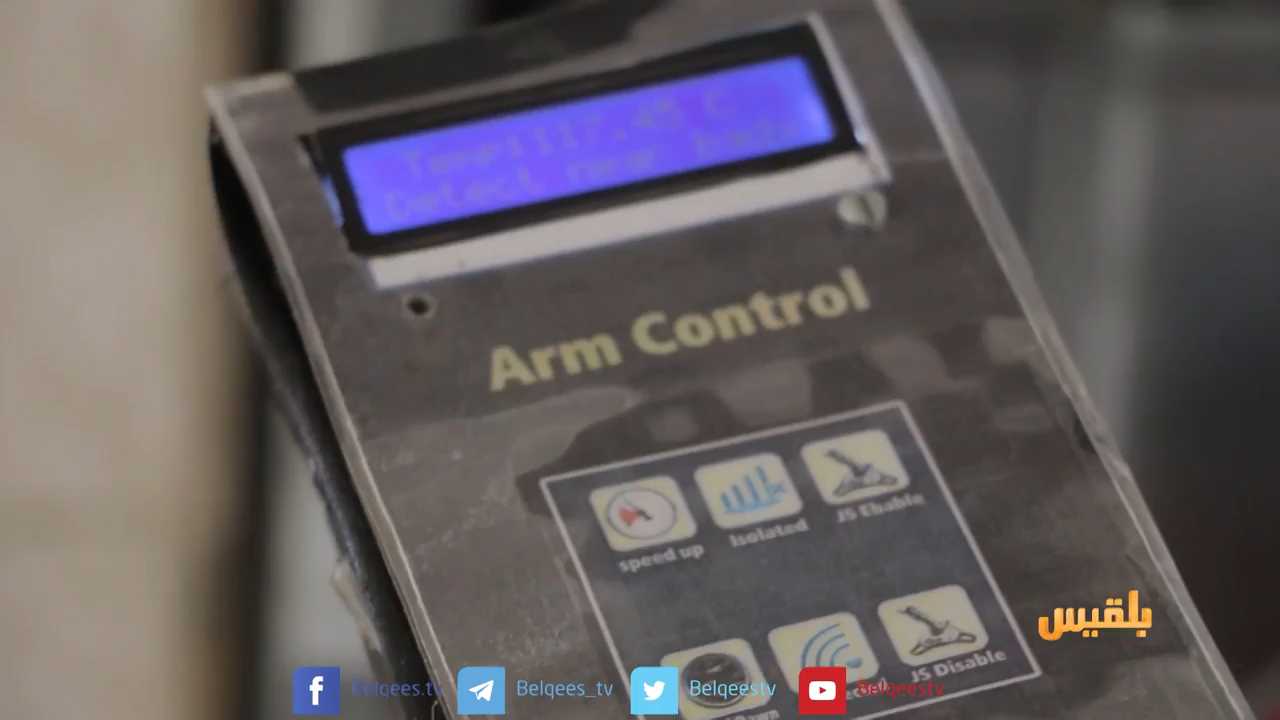 Temp:117.45 C
Detect near body
Arm Control
speed up
Isolated
JS Ebable
JS Disable
بلقيس
Belqees.tv
Belqees_tv
Belqeestv
Belqeestv